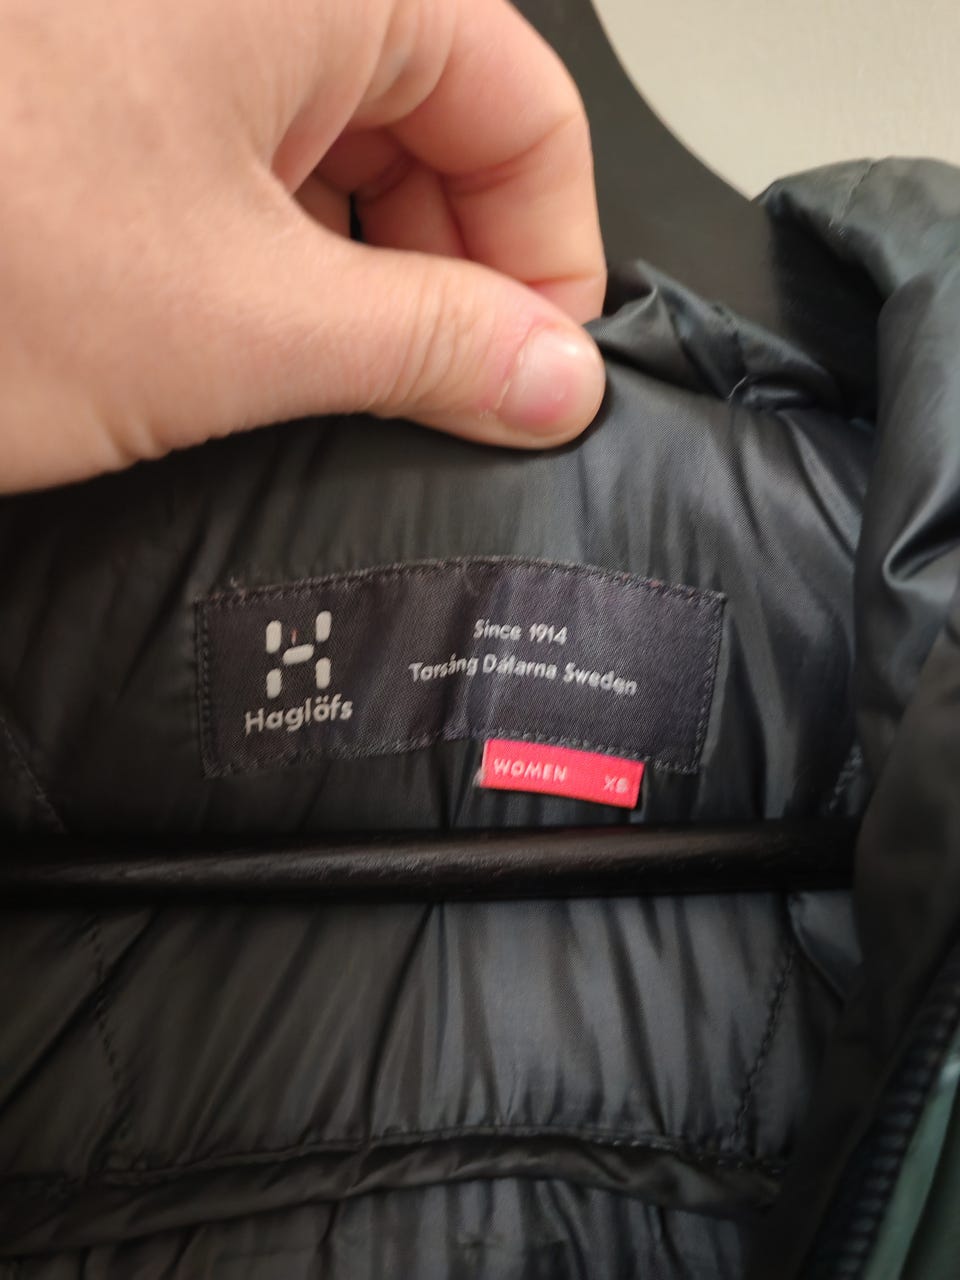 Haglöfs
Since 1914
Torsång Dalarna Sweden
WOMEN XS